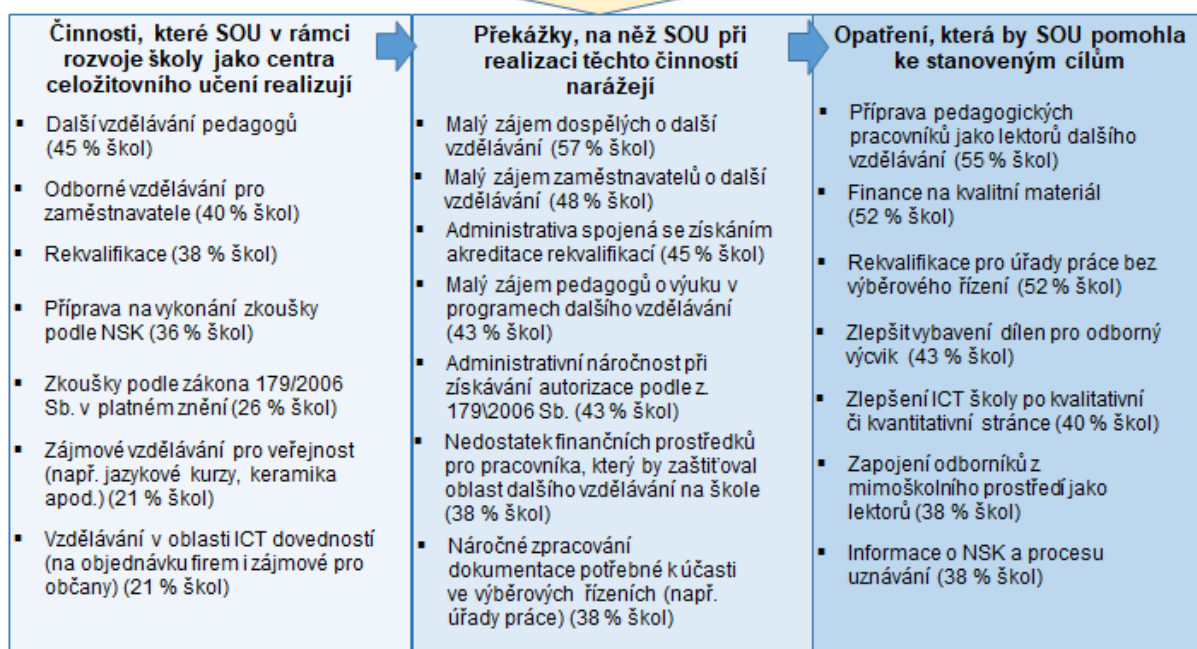 Činnosti, které SOU v rámci
rozvoje školy jako centra
celožitovního učení realizují
▪ Další vzdělávání pedagogů
(45 % škol)
▪ Odborné vzdělávání pro
zaměstnavatele (40 % škol)
▪ Rekvalifikace (38 % škol)
▪ Příprava na vykonání zkoušky
podle NSK (36 % škol)
▪ Zkoušky podle zákona 179/2006
Sb. v platném znění (26 % škol)
▪ Zájmové vzdělávání pro veřejnost
(např. jazykové kurzy, keramika
apod.) (21 % škol)
▪ Vzdělávání v oblasti ICT dovedností
(na objednávku firem i zájmové pro
občany) (21 % škol)
Překážky, na něž SOU při
realizaci těchto činností
narážejí
▪ Malý zájem dospělých o další
vzdělávání (57 % škol)
▪ Malý zájem zaměstnavatelů o další
vzdělávání (48 % škol)
▪ Administrativa spojená se získáním
akreditace rekvalifikací (45 % škol)
▪ Malý zájem pedagogů o výuku v
programech dalšího vzdělávání
(43 % škol)
▪ Administrativní náročnost při
získávání autorizace podle z.
179\2006 Sb. (43 % škol)
▪ Nedostatek finančních prostředků
pro pracovníka, který by zaštiťoval
oblast dalšího vzdělávání na škole
(38 % škol)
▪ Náročné zpracování
dokumentace potřebné k účasti
ve výběrových řízeních (např.
úřady práce) (38 % škol)
Opatření, která by SOU pomohla
ke stanoveným cílům
▪ Příprava pedagogických
pracovníků jako lektorů dalšího
vzdělávání (55 % škol)
▪ Finance na kvalitní materiál
(52 % škol)
▪ Rekvalifikace pro úřady práce bez
výběrového řízení (52 % škol)
▪ Zlepšit vybavení dílen pro odborný
výcvik (43 % škol)
▪ Zlepšení ICT školy po kvalitativní
či kvantitativní stránce (40 % škol)
▪ Zapojení odborníků z
mimoškolního prostředí jako
lektorů (38 % škol)
▪ Informace o NSK a procesu
uznávání (38 % škol)